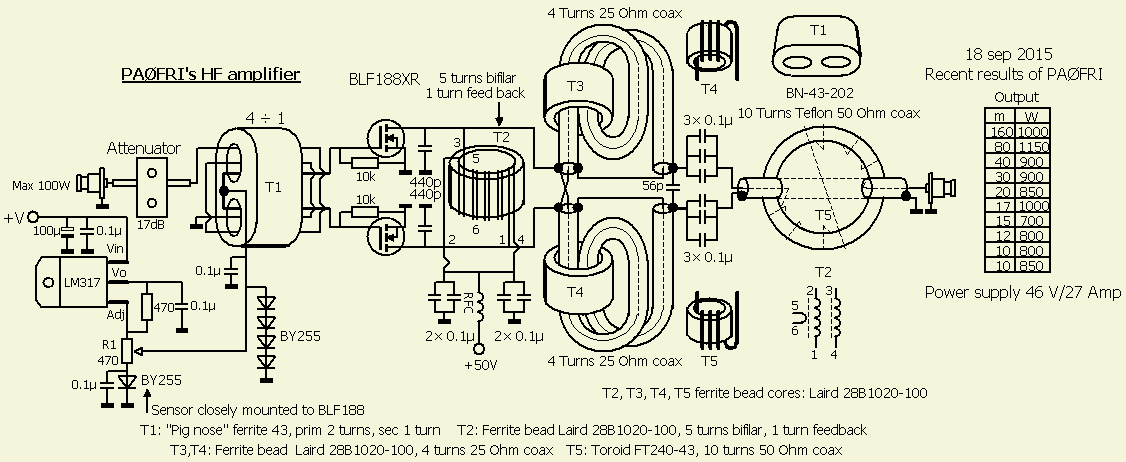 4 Turns 25 Ohm coax
18 sep 2015
Recent results of PAØFRI
PAØFRI's HF amplifier
BLF188XR
5 turns bifilar
1 turn feed back
T3
T4
T1
BN-43-202
10 Turns Teflon 50 Ohm coax
Output
m W
160 1000
80 1150
40 900
30 900
20 850
17 1000
15 700
12 800
10 800
10 850
Power supply 46 V/27 Amp
4 ÷ 1
Attenuator
Max 100W
17dB
T1
10k
10k
440p
440p
3
T2
5
6
2
1
4
56p
3× 0.1µ
3× 0.1µ
T5
+V
100µ
0.1µ
Vin
LM317
Vo
Adj
470
0.1µ
0.1µ
BY255
R1
470
0.1µ
BY255
Sensor closely mounted to BLF188
2× 0.1µ
RFC
2× 0.1µ
+50V
T4
4 Turns 25 Ohm coax
T5
T2
2
3
5
6
1
4
T2, T3, T4, T5 ferrite bead cores: Laird 28B1020-100
T1: "Pig nose" ferrite 43, prim 2 turns, sec 1 turn T2: Ferrite bead Laird 28B1020-100, 5 turns bifilar, 1 turn feedback
T3,T4: Ferrite bead Laird 28B1020-100, 4 turns 25 Ohm coax T5: Toroid FT240-43, 10 turns 50 Ohm coax